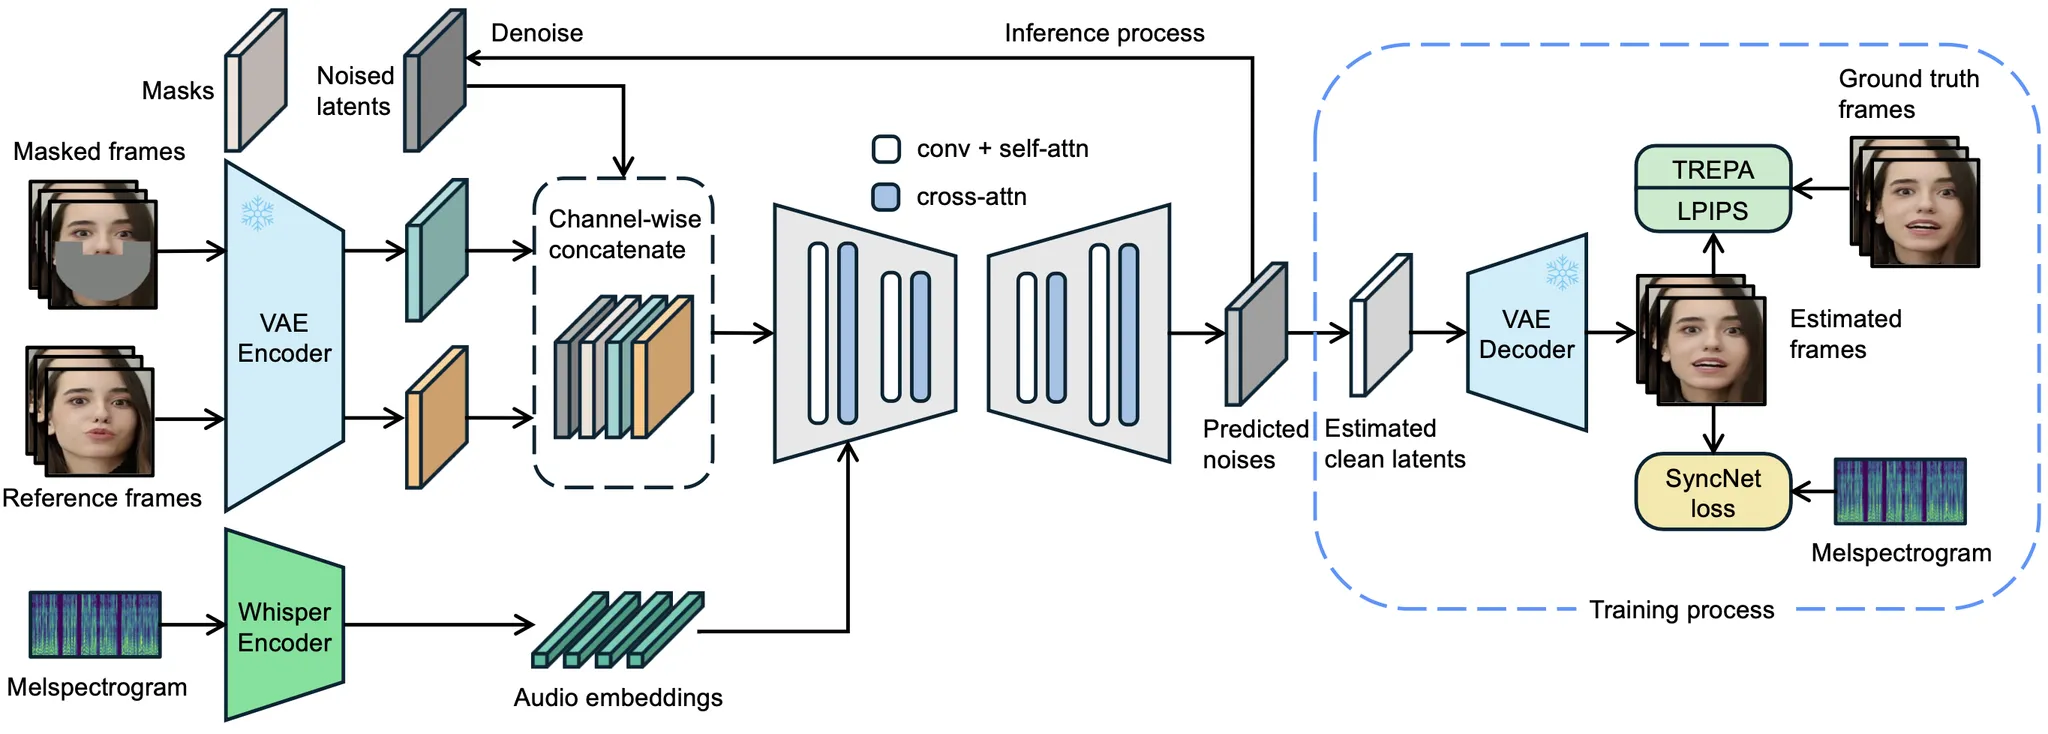 Denoise
Inference process
Masks
Noised
latents
Ground truth
frames
Masked frames
conv + self-attn
cross-attn
TREPA
LPIPS
Channel-wise
concatenate
VAE
Encoder
VAE
Decoder
Estimated
frames
Predicted
noises
Estimated
clean latents
SyncNet
loss
Reference frames
Melspectrogram
Whisper
Encoder
Training process
Melspectrogram
Audio embeddings